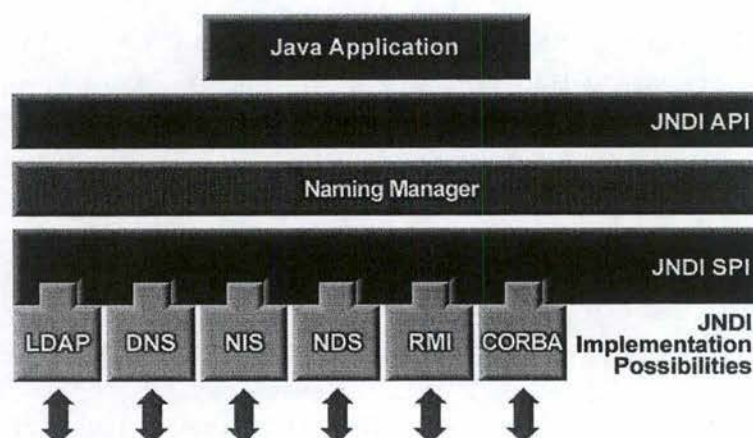 Java Application
JNDI API
Naming Manager
JNDI SPI
LDAP DNS NIS NDS RMI CORBA
JNDI
Implementation
Possibilities